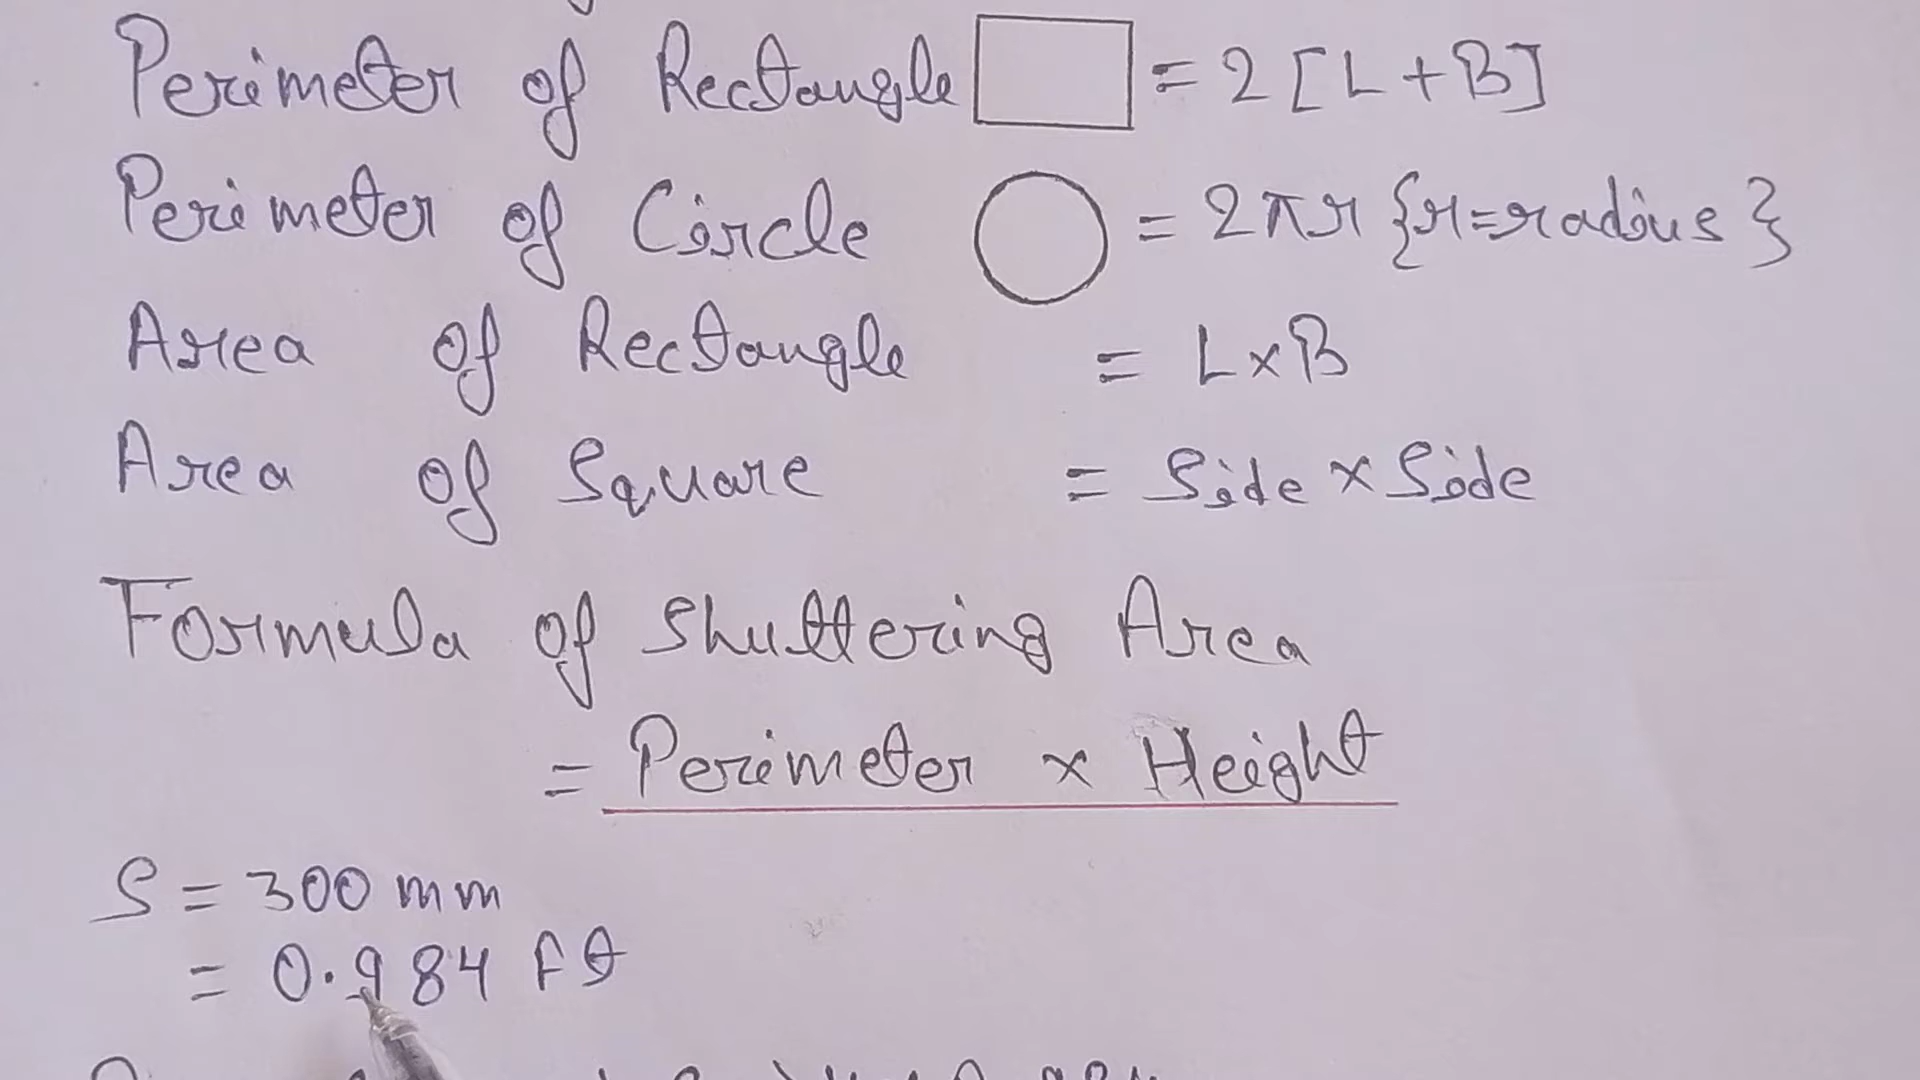 Perimeter of Rectangle = 2 [L + B]
Perimeter of Circle = 2πr {r=radius}
Area of Rectangle = L×B
Area of Square = Side × Side
Formula of Shuttering Area
= Perimeter × Height
S = 300 mm
= 0.984 Ft